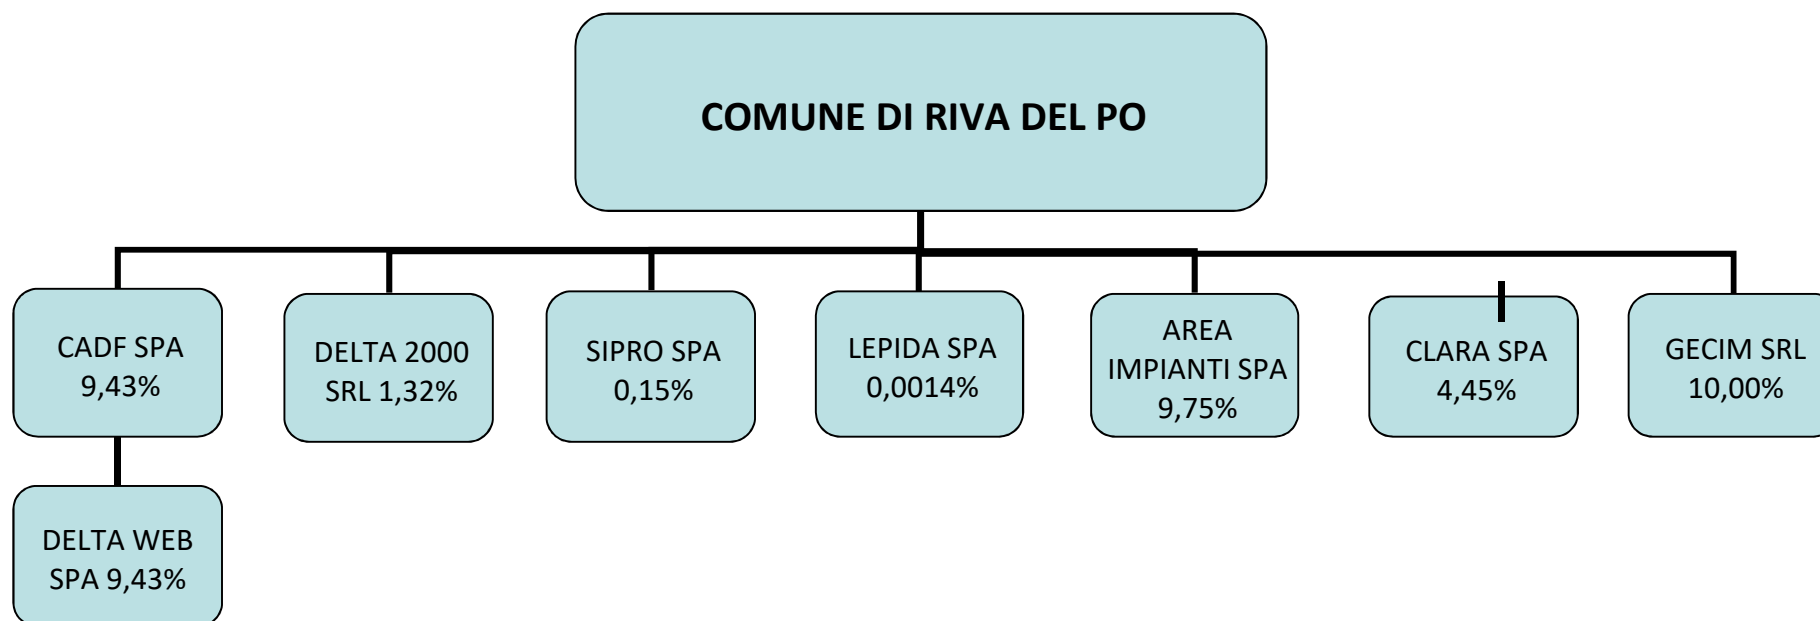 COMUNE DI RIVA DEL PO
CADF SPA
9,43%
DELTA 2000
SRL 1,32%
SIPRO SPA
0,15%
LEPIDA SPA
0,0014%
AREA
IMPIANTI SPA
9,75%
CLARA SPA
4,45%
GECIM SRL
10,00%
DELTA WEB
SPA 9,43%